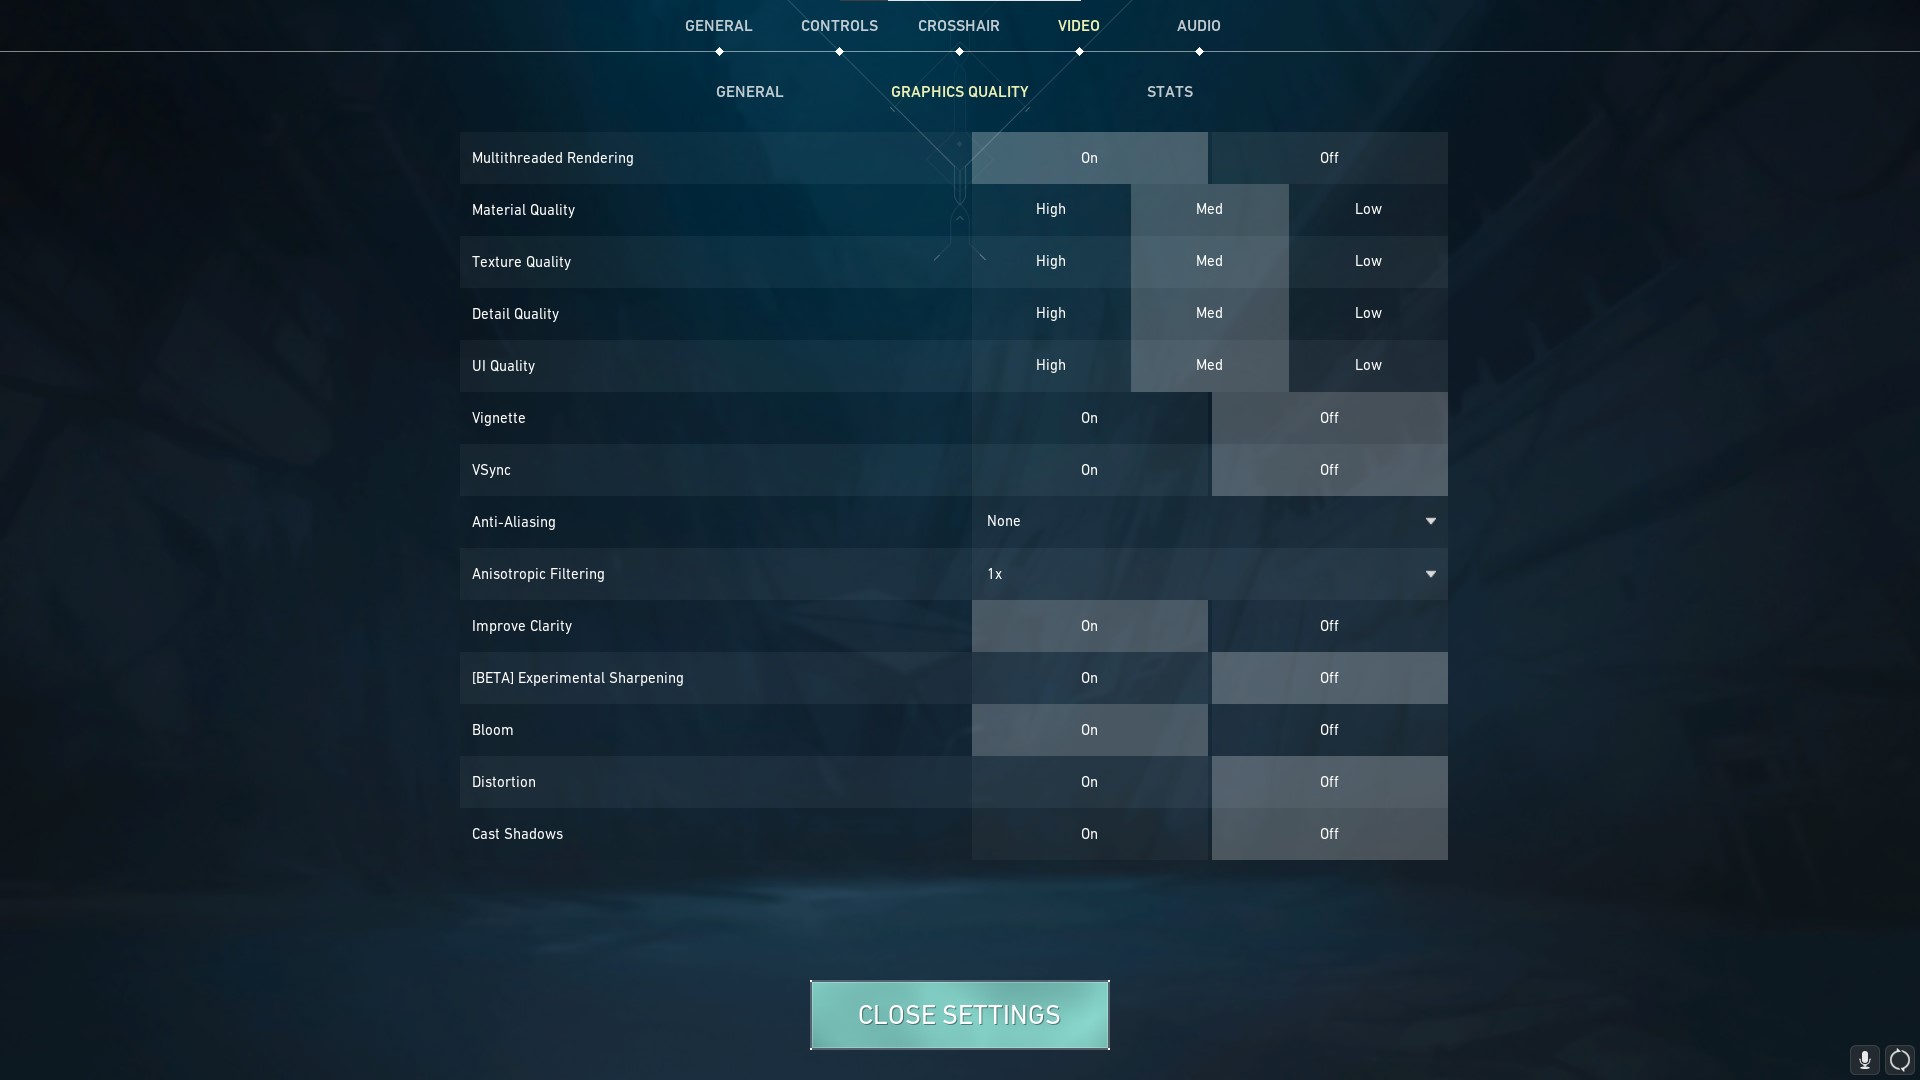 GENERAL CONTROLS CROSSHAIR VIDEO AUDIO
GENERAL GRAPHICS QUALITY STATS
Multithreaded Rendering On Off
Material Quality High Med Low
Texture Quality High Med Low
Detail Quality High Med Low
UI Quality High Med Low
Vignette On Off
VSync On Off
Anti-Aliasing None
Anisotropic Filtering 1x
Improve Clarity On Off
[BETA] Experimental Sharpening On Off
Bloom On Off
Distortion On Off
Cast Shadows On Off
CLOSE SETTINGS